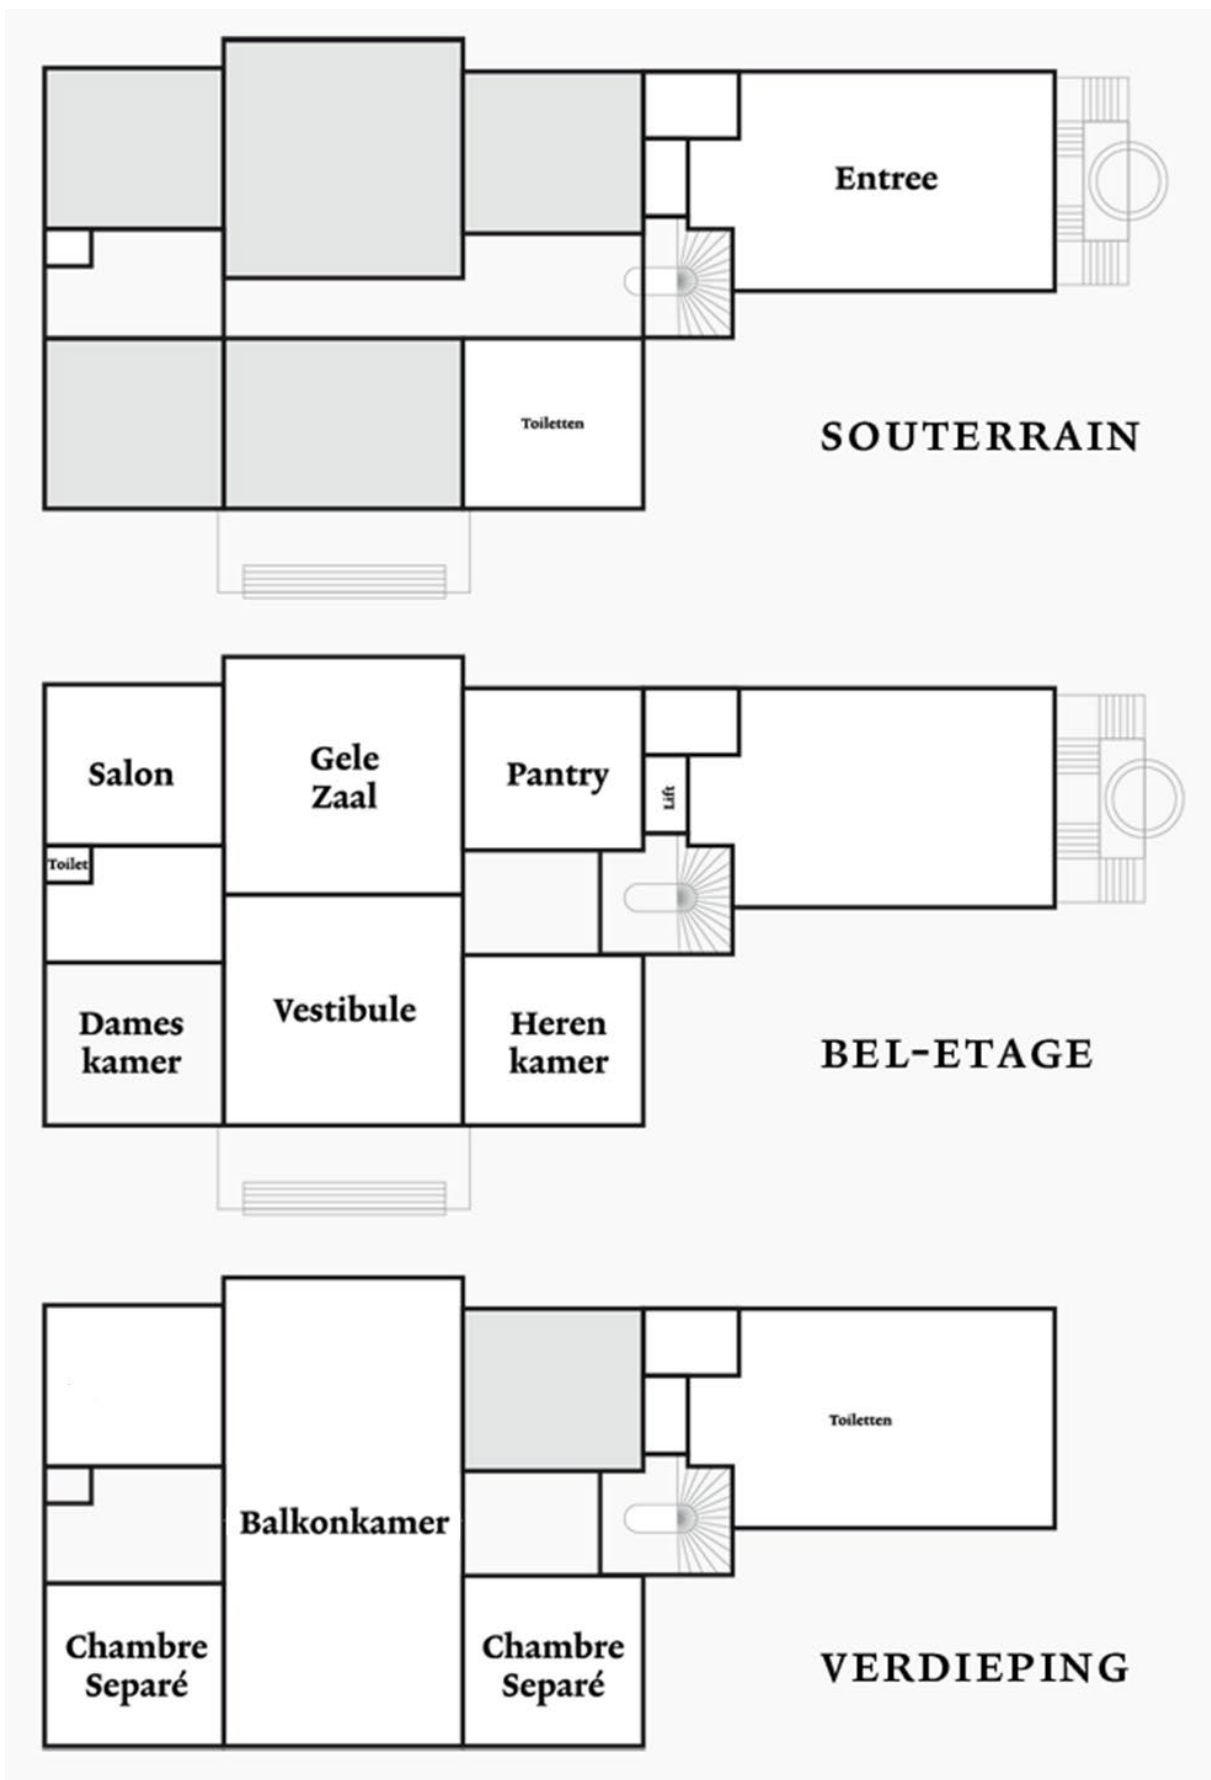 Entree
Toiletten
SOUTERRAIN
Salon
Gele
Zaal
Pantry
Lift
Toilet
Dames
kamer
Vestibule
Heren
kamer
BEL-ETAGE
Toiletten
Balkonkamer
Chambre
Separé
Chambre
Separé
VERDIEPING